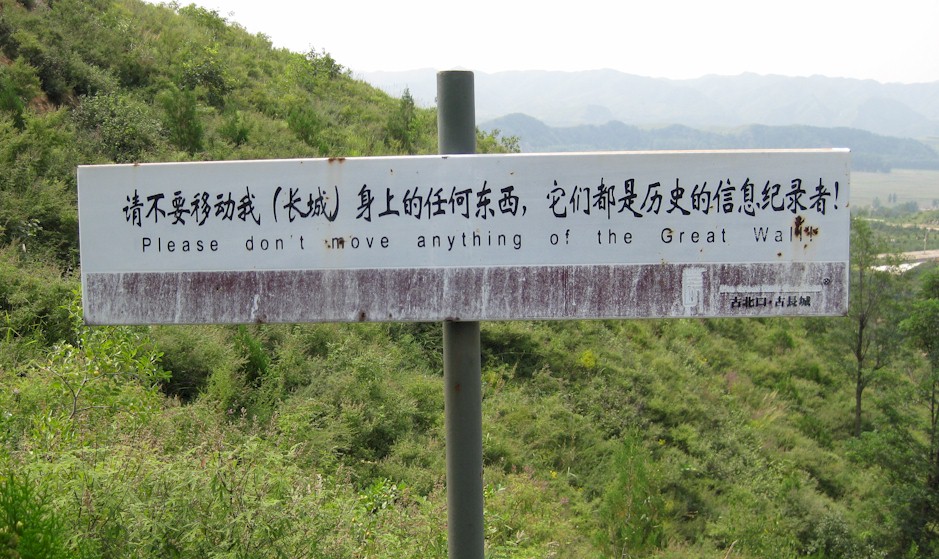 请不要移动我(长城)身上的任何东西,它们都是历史的信息纪录者!
Please don't move anything of the Great Wall
古北口·古長城